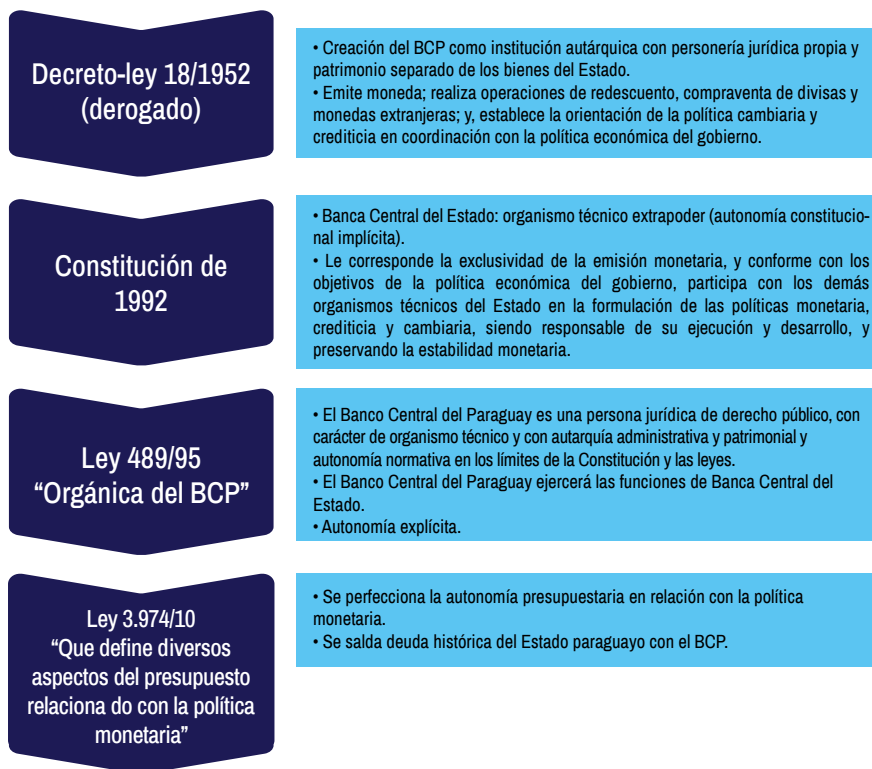 Decreto-ley 18/1952
(derogado)
• Creación del BCP como institución autárquica con personería jurídica propia y
patrimonio separado de los bienes del Estado.
• Emite moneda; realiza operaciones de redescuento, compraventa de divisas y
monedas extranjeras; y, establece la orientación de la política cambiaria y
crediticia en coordinación con la política económica del gobierno.
Constitución de
1992
• Banca Central del Estado: organismo técnico extrapoder (autonomía constitucio-
nal implícita).
• Le corresponde la exclusividad de la emisión monetaria, y conforme con los
objetivos de la política económica del gobierno, participa con los demás
organismos técnicos del Estado en la formulación de las políticas monetaria,
crediticia y cambiaria, siendo responsable de su ejecución y desarrollo, y
preservando la estabilidad monetaria.
Ley 489/95
“Orgánica del BCP”
• El Banco Central del Paraguay es una persona jurídica de derecho público, con
carácter de organismo técnico y con autarquía administrativa y patrimonial y
autonomía normativa en los límites de la Constitución y las leyes.
• El Banco Central del Paraguay ejercerá las funciones de Banca Central del
Estado.
• Autonomía explícita.
Ley 3.974/10
“Que define diversos
aspectos del presupuesto
relaciona do con la política
monetaria”
• Se perfecciona la autonomía presupuestaria en relación con la política
monetaria.
• Se salda deuda histórica del Estado paraguayo con el BCP.